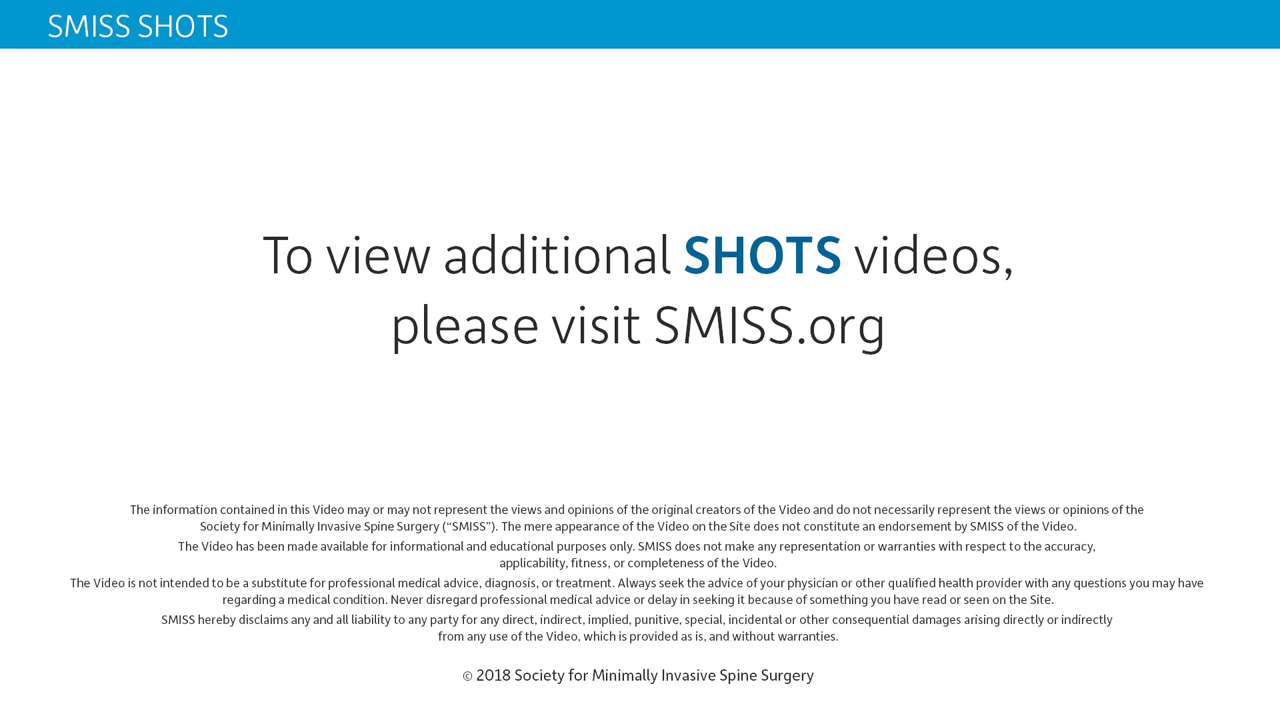 SMISS SHOTS
To view additional SHOTS videos,
please visit SMISS.org
The information contained in this Video may or may not represent the views and opinions of the original creators of the Video and do not necessarily represent the views or opinions of the
Society for Minimally Invasive Spine Surgery (“SMISS”). The mere appearance of the Video on the Site does not constitute an endorsement by SMISS of the Video.
The Video has been made available for informational and educational purposes only. SMISS does not make any representation or warranties with respect to the accuracy,
applicability, fitness, or completeness of the Video.
The Video is not intended to be a substitute for professional medical advice, diagnosis, or treatment. Always seek the advice of your physician or other qualified health provider with any questions you may have
regarding a medical condition. Never disregard professional medical advice or delay in seeking it because of something you have read or seen on the Site.
SMISS hereby disclaims any and all liability to any party for any direct, indirect, implied, punitive, special, incidental or other consequential damages arising directly or indirectly
from any use of the Video, which is provided as is, and without warranties.
© 2018 Society for Minimally Invasive Spine Surgery